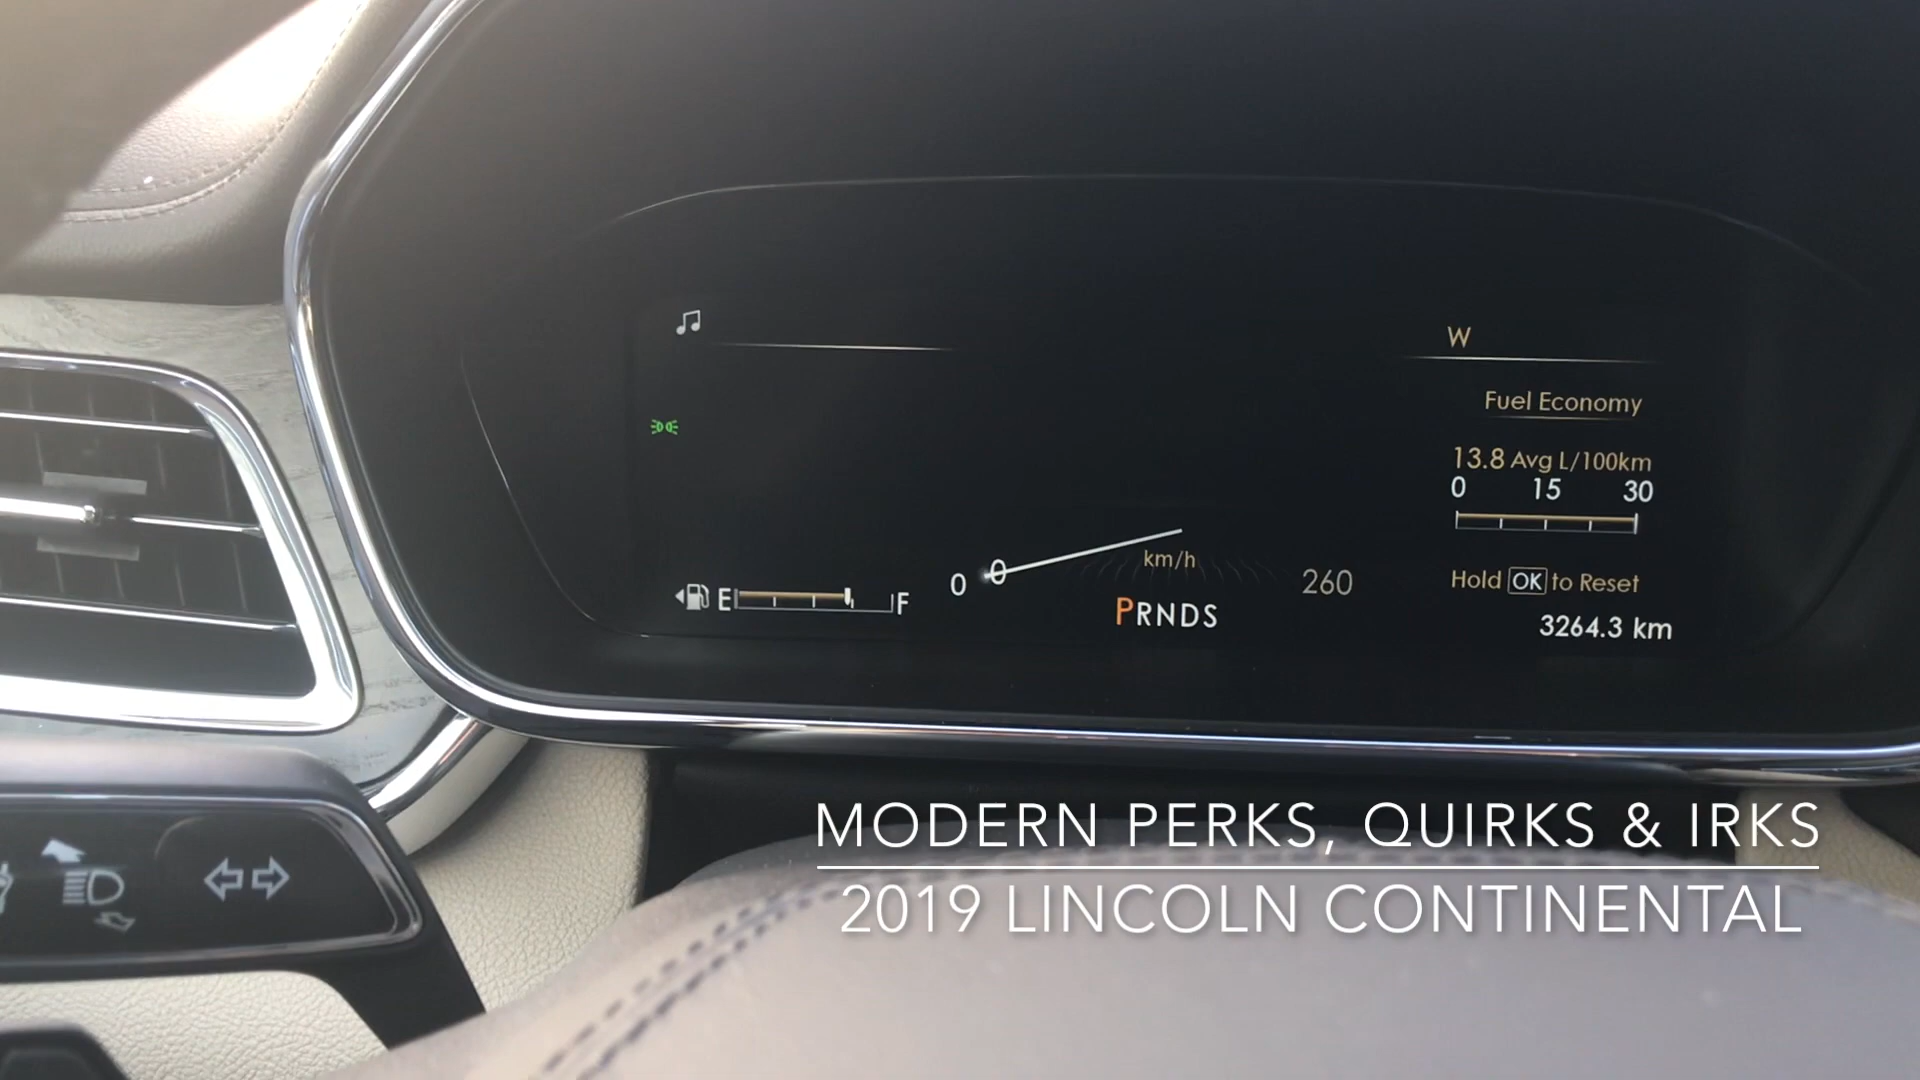 W
Fuel Economy
13.8 Avg L/100km
0 15 30
km/h
0 0 260
E F
Hold OK to Reset
PRNDS
3264.3 km
MODERN PERKS, QUIRKS & IRKS
2019 LINCOLN CONTINENTAL